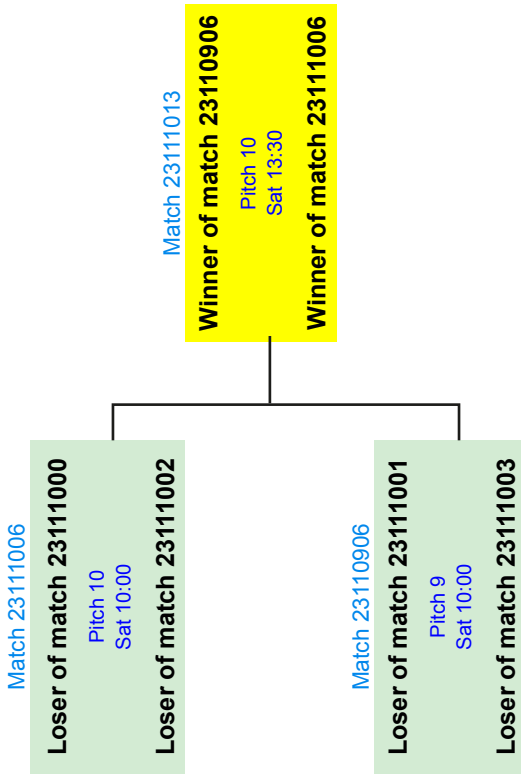 Match 23111006
Loser of match 23111000
Pitch 10
Sat 10:00
Loser of match 23111002
Match 23110906
Loser of match 23111001
Pitch 9
Sat 10:00
Loser of match 23111003
Match 23111013
Winner of match 23110906
Pitch 10
Sat 13:30
Winner of match 23111006